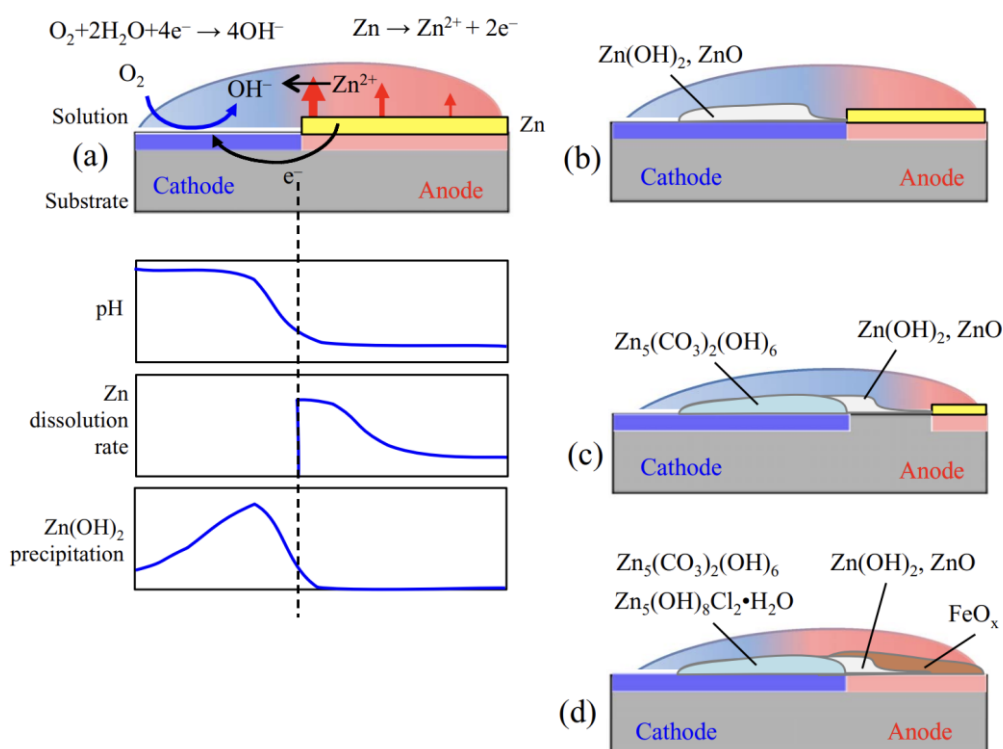 O₂+2H₂O+4e⁻ → 4OH⁻
Zn → Zn²⁺ + 2e⁻
O₂
OH⁻
Zn²⁺
Solution
Zn
(a)
e⁻
Cathode
Anode
Substrate
pH
Zn
dissolution
rate
Zn(OH)₂
precipitation
Zn(OH)₂, ZnO
(b)
Cathode
Anode
Zn₅(CO₃)₂(OH)₆
Zn(OH)₂, ZnO
(c)
Cathode
Anode
Zn₅(CO₃)₂(OH)₆
Zn₅(OH)₈Cl₂•H₂O
Zn(OH)₂, ZnO
FeOₓ
(d)
Cathode
Anode